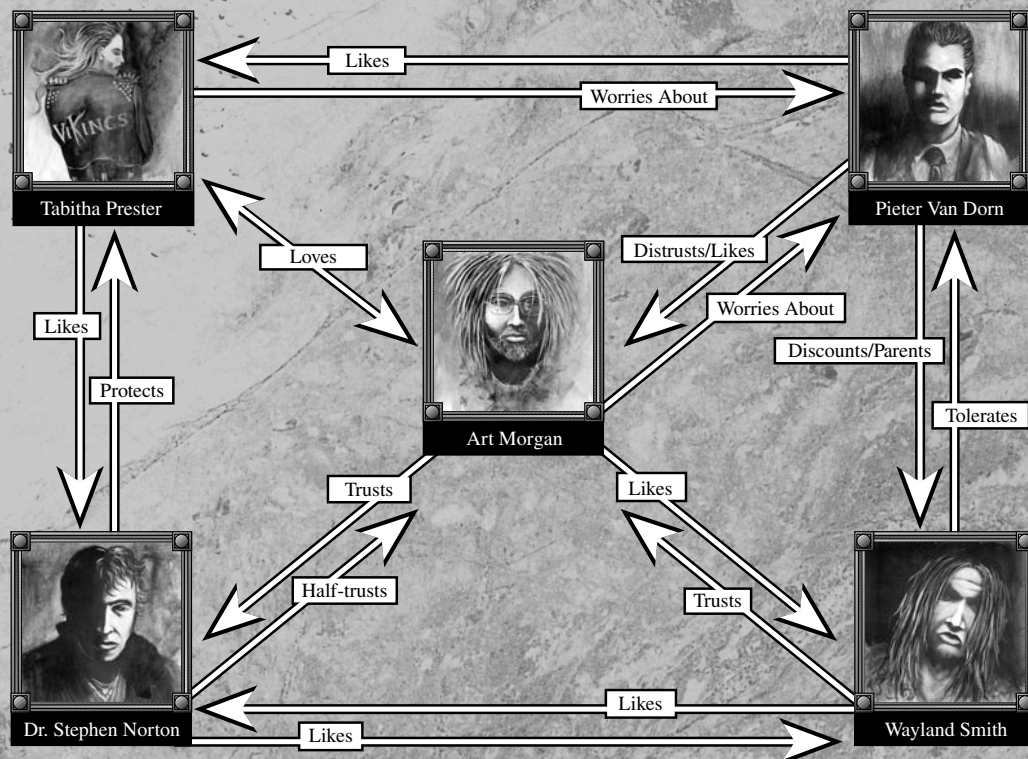 Likes
Worries About
VIKINGS
Tabitha Prester
Pieter Van Dorn
Loves
Distrusts/Likes
Worries About
Likes
Discounts/Parents
Protects
Tolerates
Art Morgan
Trusts
Likes
Half-trusts
Trusts
Likes
Likes
Dr. Stephen Norton
Wayland Smith